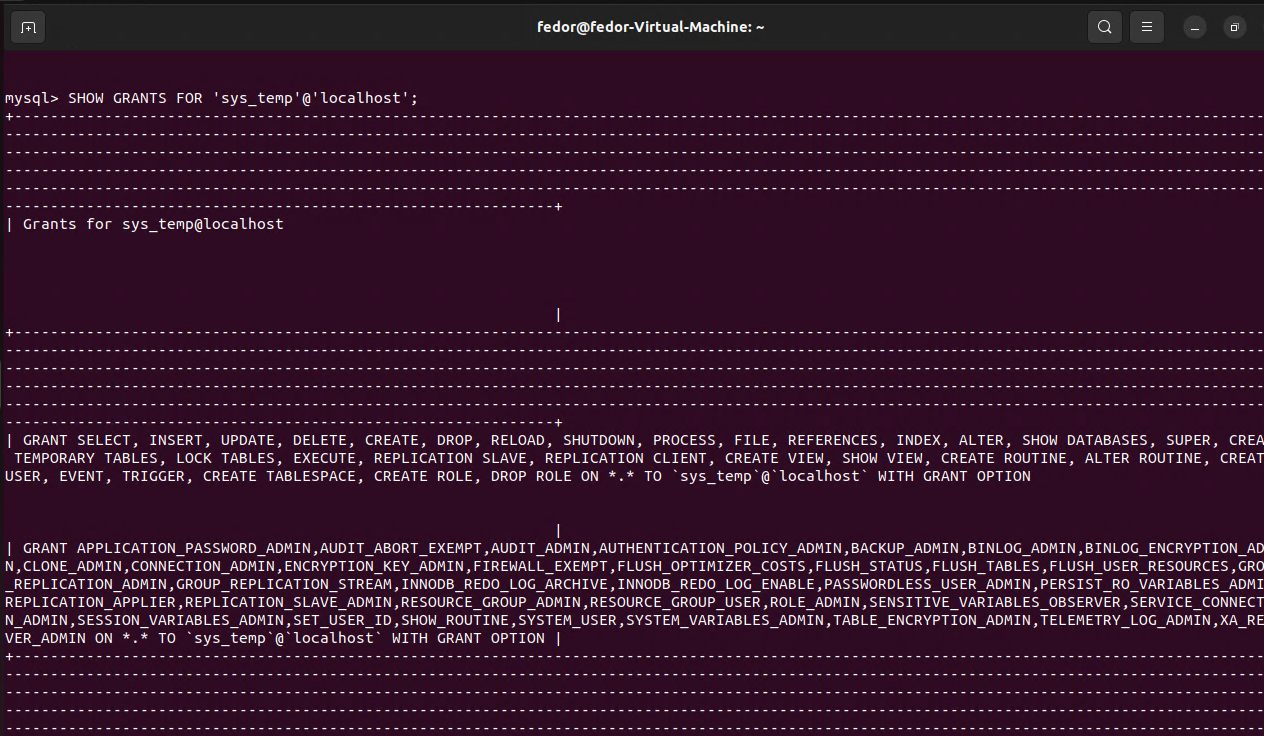 fedor@fedor-Virtual-Machine: ~
mysql> SHOW GRANTS FOR 'sys_temp'@'localhost';
+--------------------------------------------------------------------------------------------------------------------------------------------
--------------------------------------------------------------------------------------------------------------------------------------------
--------------------------------------------------------------------------------------------------------------------------------------------
--------------------------------------------------------------------------------------------------------------------------------------------
--------------------------------------------------------------------------------------------------------------------------------------------
-------------------------------------------------------------+
| Grants for sys_temp@localhost
|
+--------------------------------------------------------------------------------------------------------------------------------------------
--------------------------------------------------------------------------------------------------------------------------------------------
--------------------------------------------------------------------------------------------------------------------------------------------
--------------------------------------------------------------------------------------------------------------------------------------------
--------------------------------------------------------------------------------------------------------------------------------------------
-------------------------------------------------------------+
| GRANT SELECT, INSERT, UPDATE, DELETE, CREATE, DROP, RELOAD, SHUTDOWN, PROCESS, FILE, REFERENCES, INDEX, ALTER, SHOW DATABASES, SUPER, CREA
TEMPORARY TABLES, LOCK TABLES, EXECUTE, REPLICATION SLAVE, REPLICATION CLIENT, CREATE VIEW, SHOW VIEW, CREATE ROUTINE, ALTER ROUTINE, CREAT
USER, EVENT, TRIGGER, CREATE TABLESPACE, CREATE ROLE, DROP ROLE ON *.* TO `sys_temp`@`localhost` WITH GRANT OPTION
|
| GRANT APPLICATION_PASSWORD_ADMIN,AUDIT_ABORT_EXEMPT,AUDIT_ADMIN,AUTHENTICATION_POLICY_ADMIN,BACKUP_ADMIN,BINLOG_ADMIN,BINLOG_ENCRYPTION_AD
N,CLONE_ADMIN,CONNECTION_ADMIN,ENCRYPTION_KEY_ADMIN,FIREWALL_EXEMPT,FLUSH_OPTIMIZER_COSTS,FLUSH_STATUS,FLUSH_TABLES,FLUSH_USER_RESOURCES,GRO
_REPLICATION_ADMIN,GROUP_REPLICATION_STREAM,INNODB_REDO_LOG_ARCHIVE,INNODB_REDO_LOG_ENABLE,PASSWORDLESS_USER_ADMIN,PERSIST_RO_VARIABLES_ADMI
REPLICATION_APPLIER,REPLICATION_SLAVE_ADMIN,RESOURCE_GROUP_ADMIN,RESOURCE_GROUP_USER,ROLE_ADMIN,SENSITIVE_VARIABLES_OBSERVER,SERVICE_CONNECT
N_ADMIN,SESSION_VARIABLES_ADMIN,SET_USER_ID,SHOW_ROUTINE,SYSTEM_USER,SYSTEM_VARIABLES_ADMIN,TABLE_ENCRYPTION_ADMIN,TELEMETRY_LOG_ADMIN,XA_RE
VER_ADMIN ON *.* TO `sys_temp`@`localhost` WITH GRANT OPTION |
+--------------------------------------------------------------------------------------------------------------------------------------------
--------------------------------------------------------------------------------------------------------------------------------------------
--------------------------------------------------------------------------------------------------------------------------------------------
--------------------------------------------------------------------------------------------------------------------------------------------
--------------------------------------------------------------------------------------------------------------------------------------------